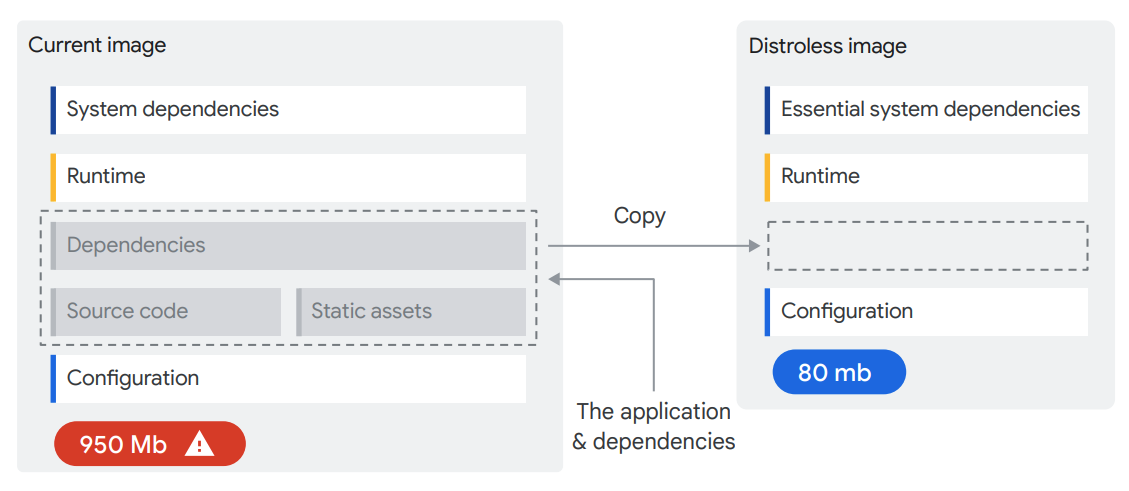 Current image
System dependencies
Runtime
Dependencies
Source code
Static assets
Configuration
950 Mb
Copy
The application
& dependencies
Distroless image
Essential system dependencies
Runtime
Configuration
80 mb